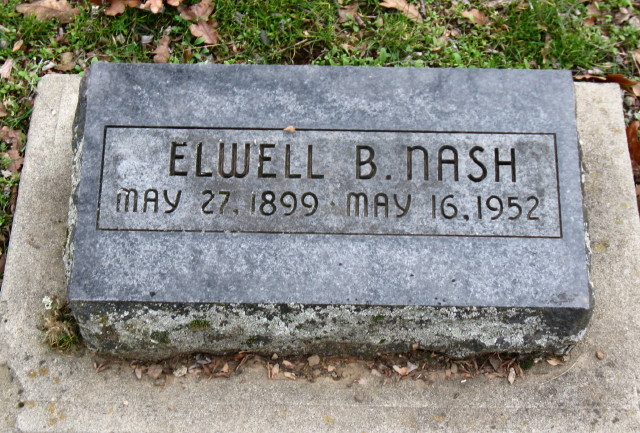 ELWELL B. NASH
MAY 27, 1899 · MAY 16, 1952